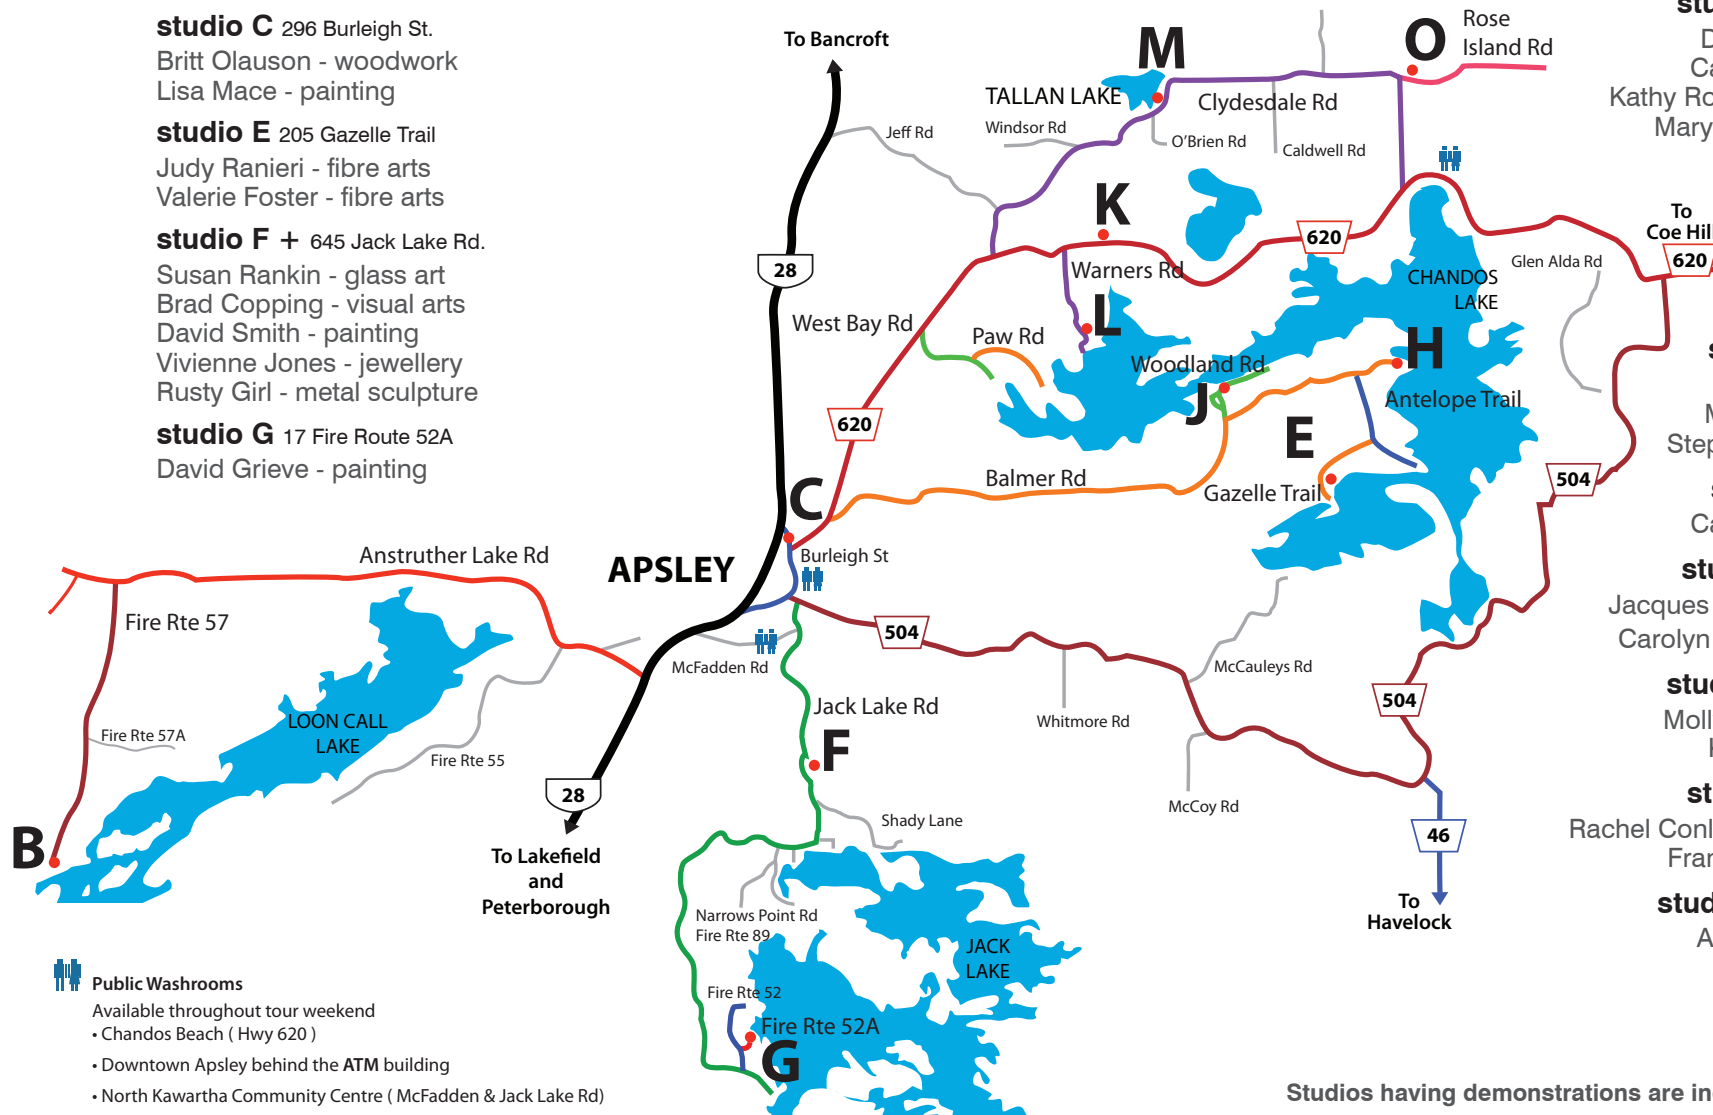 studio C 296 Burleigh St.
Britt Olauson - woodwork
Lisa Mace - painting
studio E 205 Gazelle Trail
Judy Ranieri - fibre arts
Valerie Foster - fibre arts
studio F + 645 Jack Lake Rd.
Susan Rankin - glass art
Brad Copping - visual arts
David Smith - painting
Vivienne Jones - jewellery
Rusty Girl - metal sculpture
studio G 17 Fire Route 52A
David Grieve - painting
To Bancroft
M
O
Rose
Island Rd
TALLAN LAKE
Clydesdale Rd
Jeff Rd
Windsor Rd
O'Brien Rd
Caldwell Rd
K
620
To
Coe Hill
620
28
Warners Rd
Glen Alda Rd
CHANDOS
LAKE
West Bay Rd
Paw Rd
L
H
Woodland Rd
J
Antelope Trail
620
E
Balmer Rd
Gazelle Trail
504
C
Anstruther Lake Rd
APSLEY
Burleigh St
Fire Rte 57
504
McFadden Rd
McCauleys Rd
504
LOON CALL
LAKE
Jack Lake Rd
Whitmore Rd
Fire Rte 57A
Fire Rte 55
F
28
McCoy Rd
Shady Lane
46
B
To Lakefield
and
Peterborough
To
Havelock
Narrows Point Rd
Fire Rte 89
JACK
LAKE
Fire Rte 52
Fire Rte 52A
G
Public Washrooms
Available throughout tour weekend
• Chandos Beach ( Hwy 620 )
• Downtown Apsley behind the ATM building
• North Kawartha Community Centre ( McFadden & Jack Lake Rd)
Kathy Ro
Mary
Step
Jacques
Carolyn
Moll
Rachel Conl
Fran
Studios having demonstrations are in